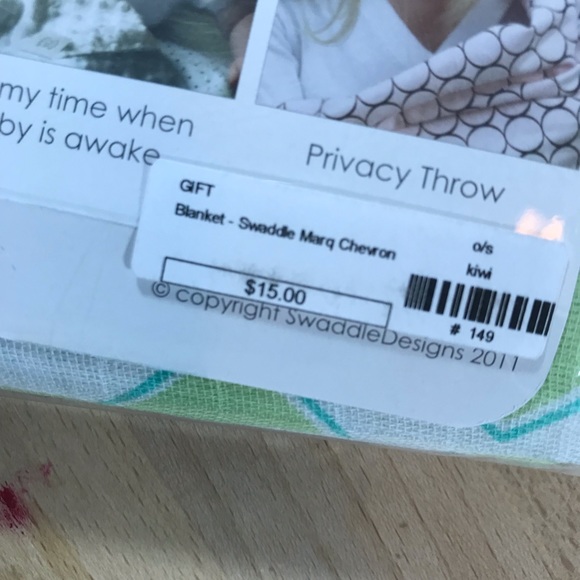 my time when
by is awake
Privacy Throw
GIFT
Blanket - Swaddle Marq Chevron
o/s
kiwi
$15.00
# 149
© copyright SwaddleDesigns 2011